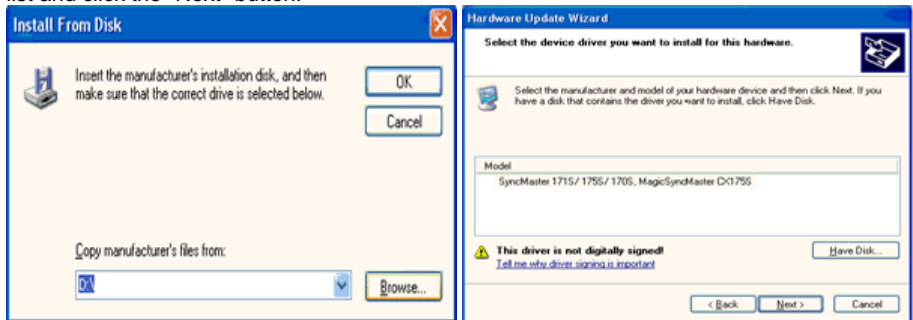 list and click the "Next" button.
Install From Disk
Insert the manufacturer's installation disk, and then
make sure that the correct drive is selected below.
OK
Cancel
Copy manufacturer's files from:
D:\
Browse...
Hardware Update Wizard
Select the device driver you want to install for this hardware.
Select the manufacturer and model of your hardware device and then click Next. If you
have a disk that contains the driver you want to install, click Have Disk.
Model
SyncMaster 171S/ 175S/ 170S, MagicSyncMaster CX175S
This driver is not digitally signed!
Tell me why driver signing is important
Have Disk...
< Back
Next >
Cancel